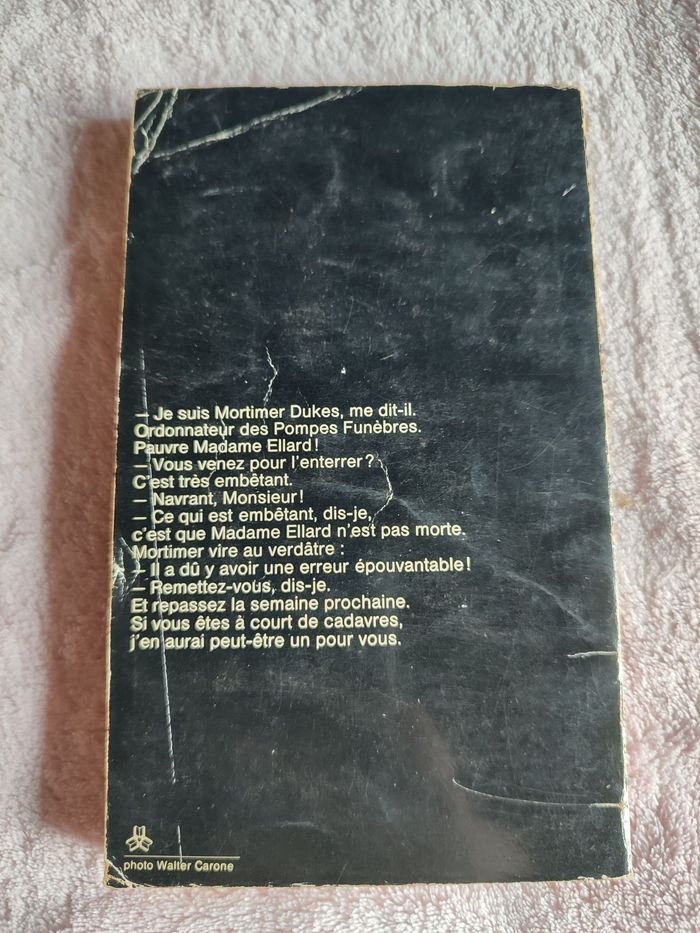 — Je suis Mortimer Dukes, me dit-il.
Ordonnateur des Pompes Funèbres.
Pauvre Madame Ellard !
— Vous venez pour l'enterrer ?
C'est très embêtant.
— Navrant, Monsieur !
— Ce qui est embêtant, dis-je,
c'est que Madame Ellard n'est pas morte.
Mortimer vire au verdâtre :
— Il a dû y avoir une erreur épouvantable !
— Remettez-vous, dis-je.
Et repassez la semaine prochaine.
Si vous êtes à court de cadavres,
j'en aurai peut-être un pour vous.
photo Walter Carone